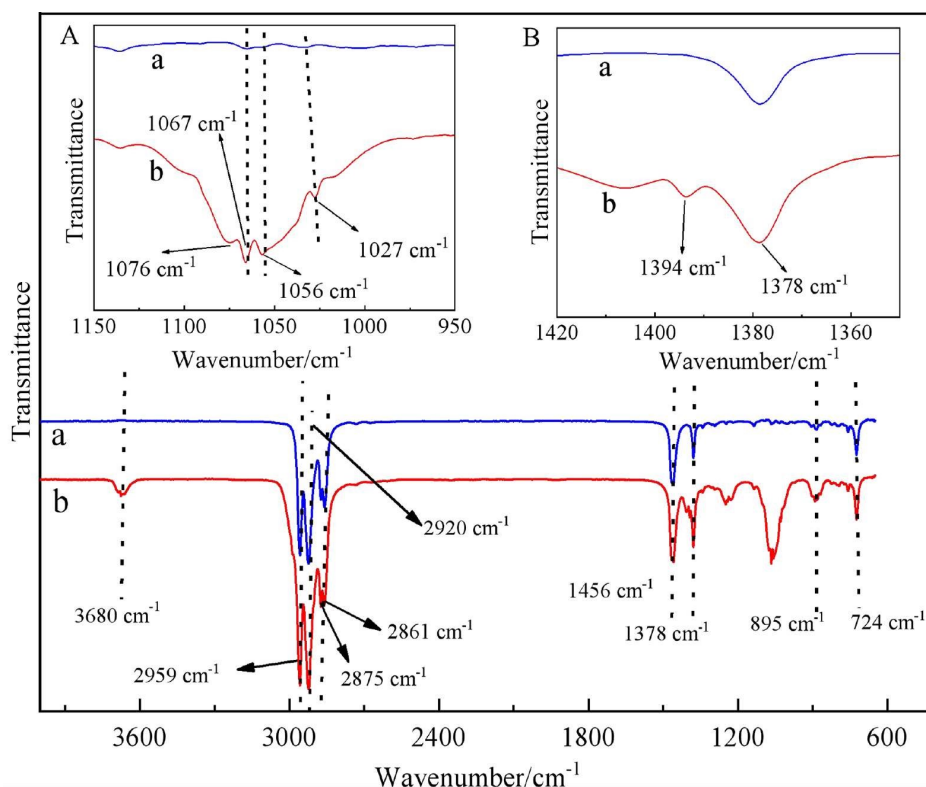 A
a
1067 cm-1
b
1076 cm-1
1056 cm-1
1027 cm-1
Transmittance
1150 1100 1050 1000 950
Wavenumber/cm-1
B
a
b
1394 cm-1
1378 cm-1
Transmittance
1420 1400 1380 1360
Wavenumber/cm-1
Transmittance
a
b
2920 cm-1
3680 cm-1
2861 cm-1
2959 cm-1
2875 cm-1
1456 cm-1
1378 cm-1
895 cm-1
724 cm-1
3600 3000 2400 1800 1200 600
Wavenumber/cm-1